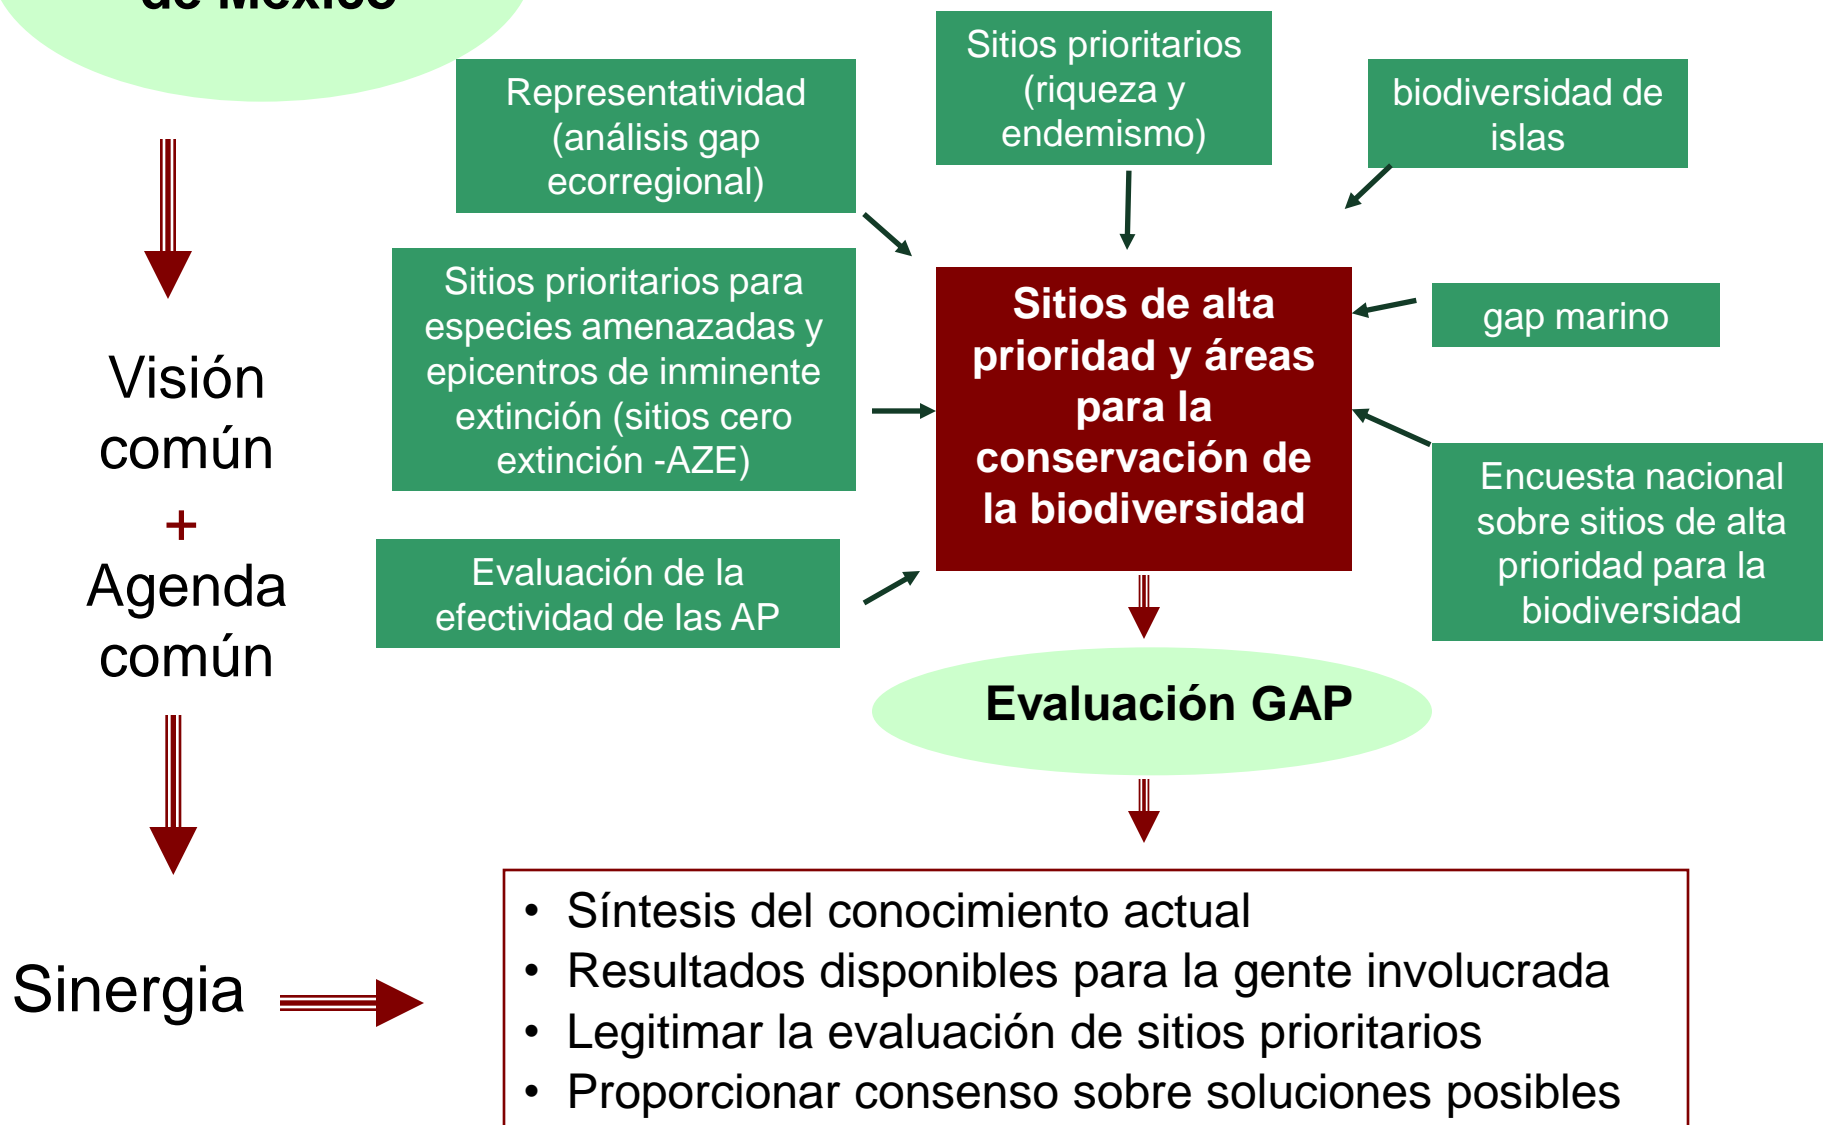 de México
Representatividad
(análisis gap
ecorregional)
Sitios prioritarios
(riqueza y
endemismo)
biodiversidad de
islas
Sitios prioritarios para
especies amenazadas y
epicentros de inminente
extinción (sitios cero
extinción -AZE)
Sitios de alta
prioridad y áreas
para la
conservación de
la biodiversidad
gap marino
Visión
común
+
Agenda
común
Encuesta nacional
sobre sitios de alta
prioridad para la
biodiversidad
Evaluación de la
efectividad de las AP
Evaluación GAP
Sinergia
• Síntesis del conocimiento actual
• Resultados disponibles para la gente involucrada
• Legitimar la evaluación de sitios prioritarios
• Proporcionar consenso sobre soluciones posibles